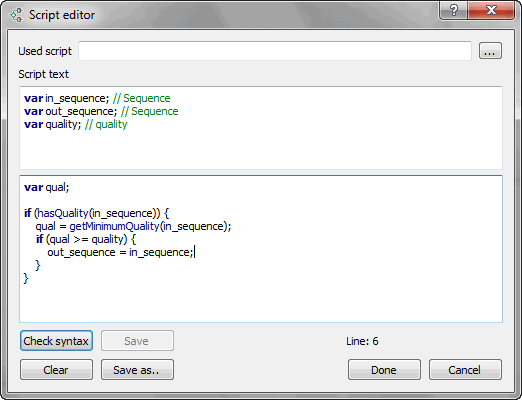 Script editor
Used script
...
Script text
var in_sequence; // Sequence
var out_sequence; // Sequence
var quality; // quality
var qual;
if (hasQuality(in_sequence)) {
qual = getMinimumQuality(in_sequence);
if (qual >= quality) {
out_sequence = in_sequence;
}
}
Check syntax Save Line: 6
Clear Save as.. Done Cancel